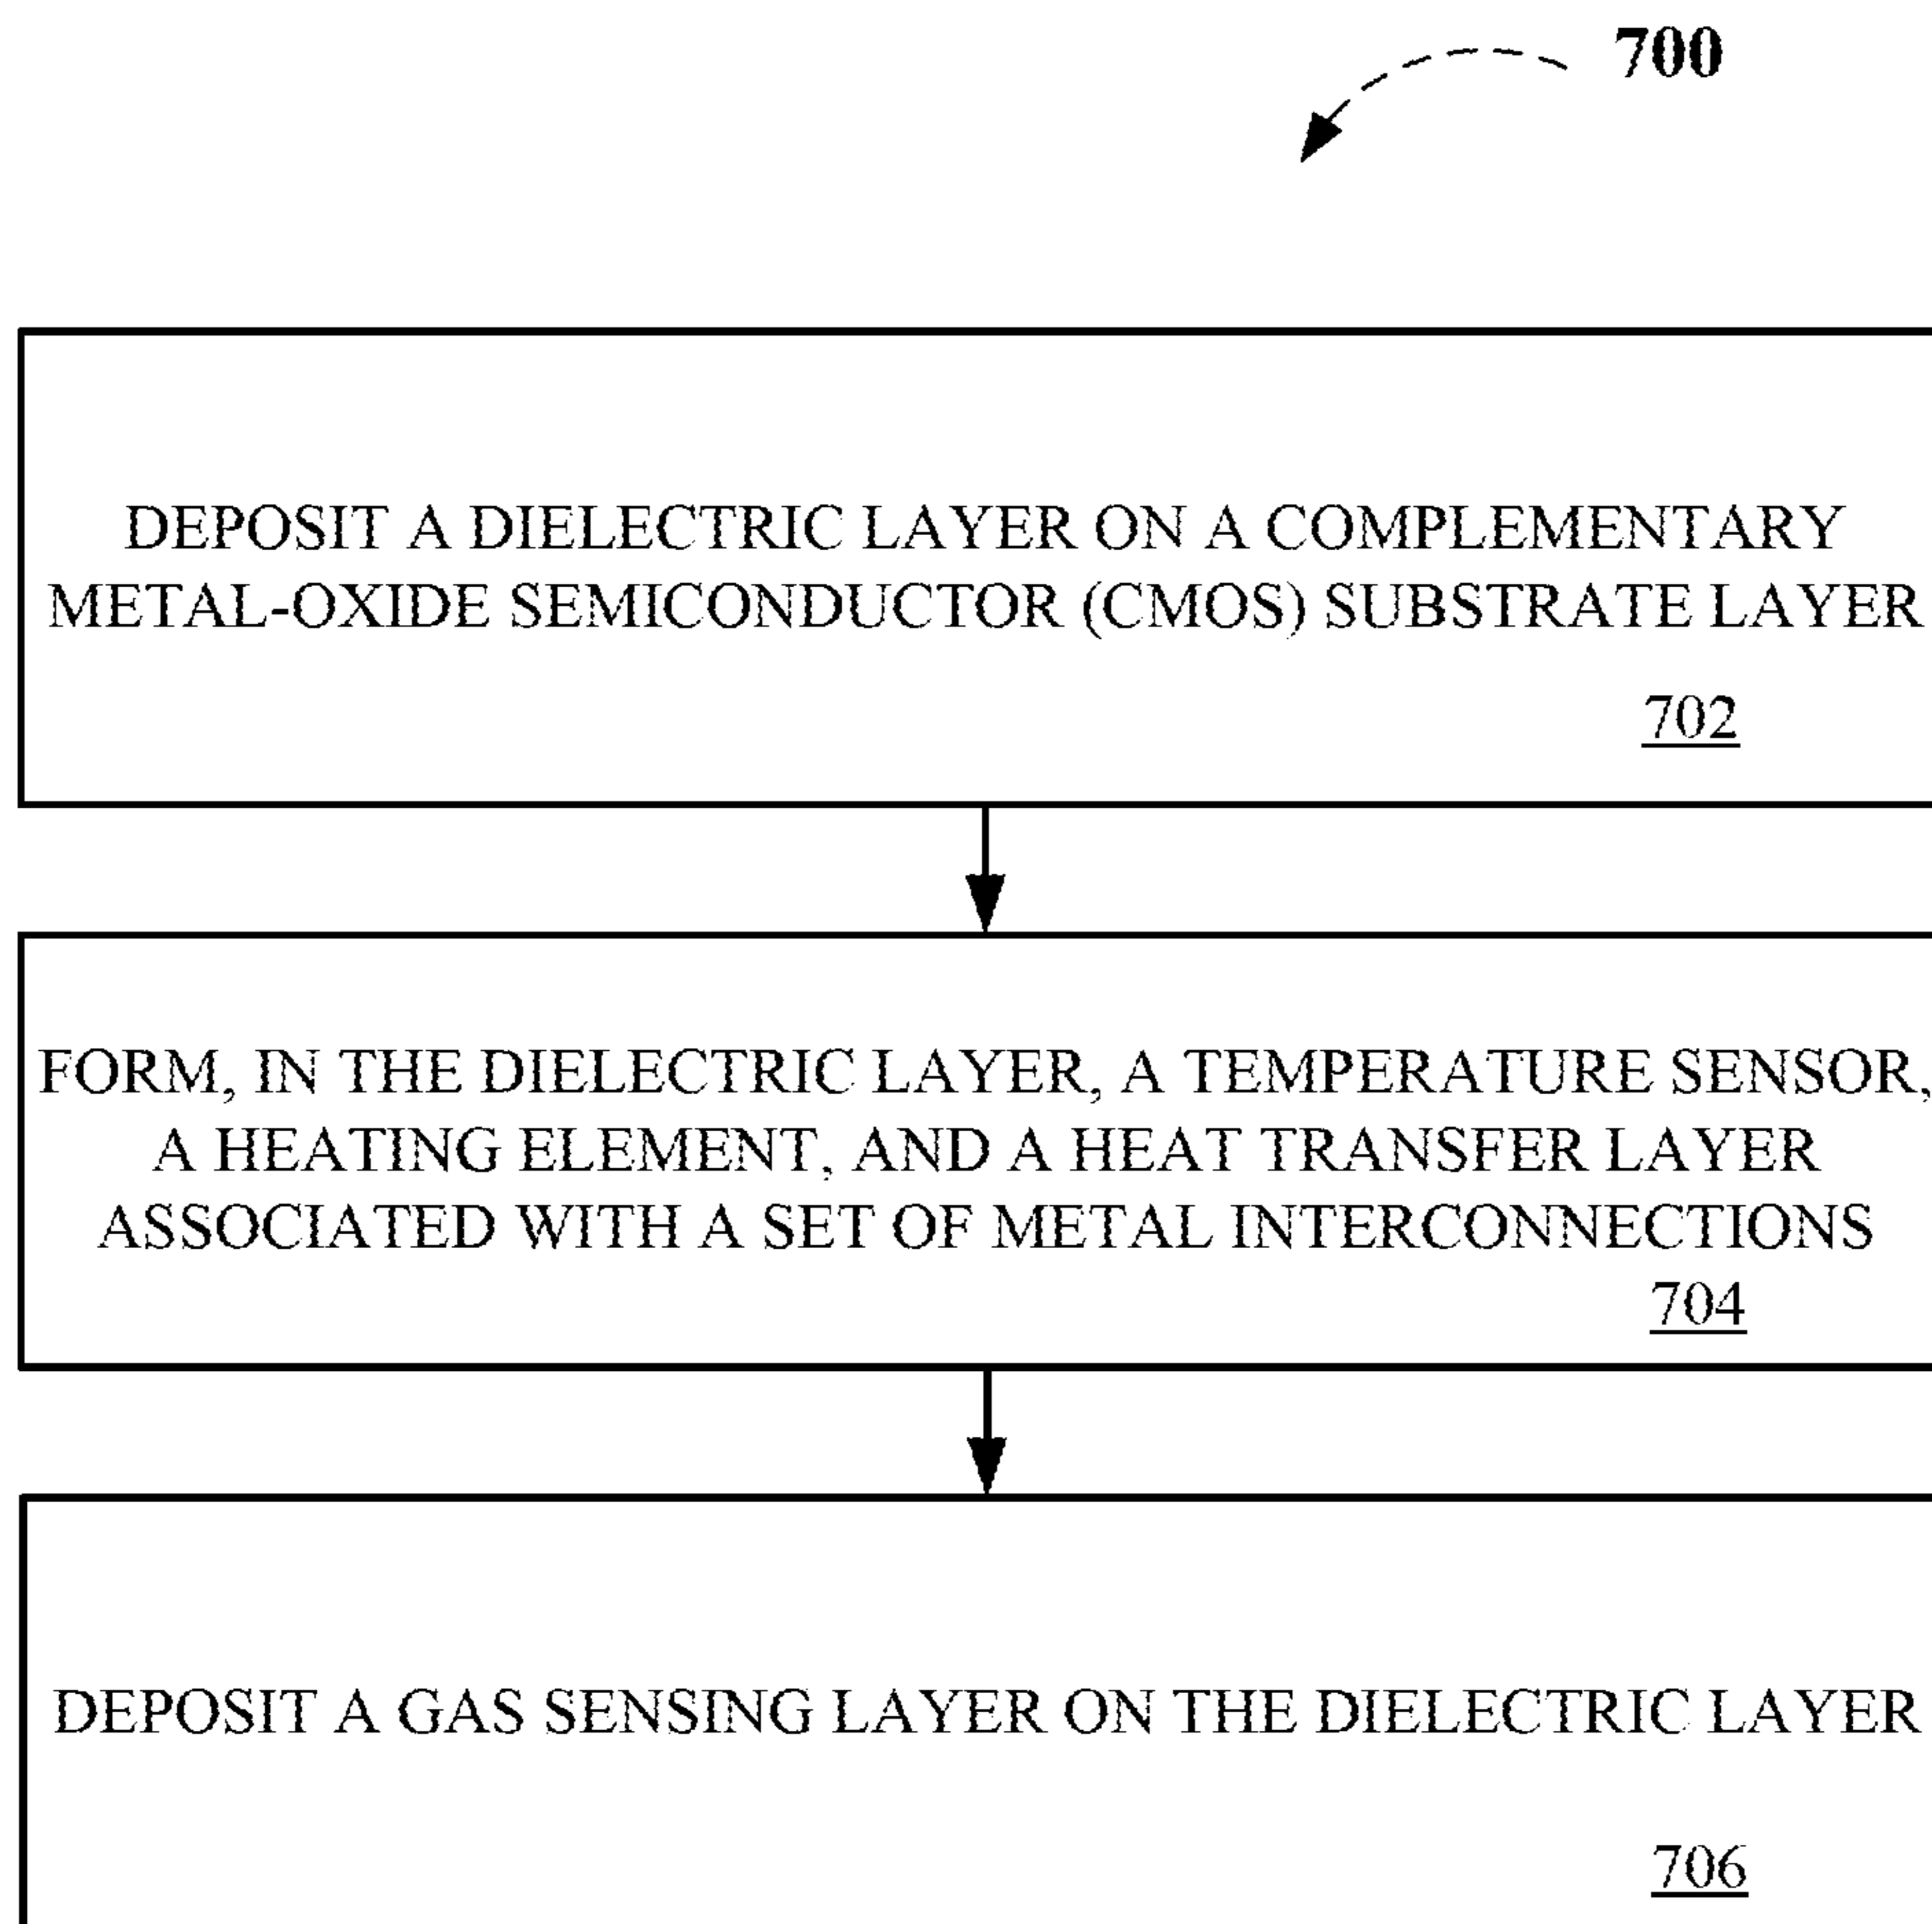 700
DEPOSIT A DIELECTRIC LAYER ON A COMPLEMENTARY
METAL-OXIDE SEMICONDUCTOR (CMOS) SUBSTRATE LAYER
702
FORM, IN THE DIELECTRIC LAYER, A TEMPERATURE SENSOR,
A HEATING ELEMENT, AND A HEAT TRANSFER LAYER
ASSOCIATED WITH A SET OF METAL INTERCONNECTIONS
704
DEPOSIT A GAS SENSING LAYER ON THE DIELECTRIC LAYER
706